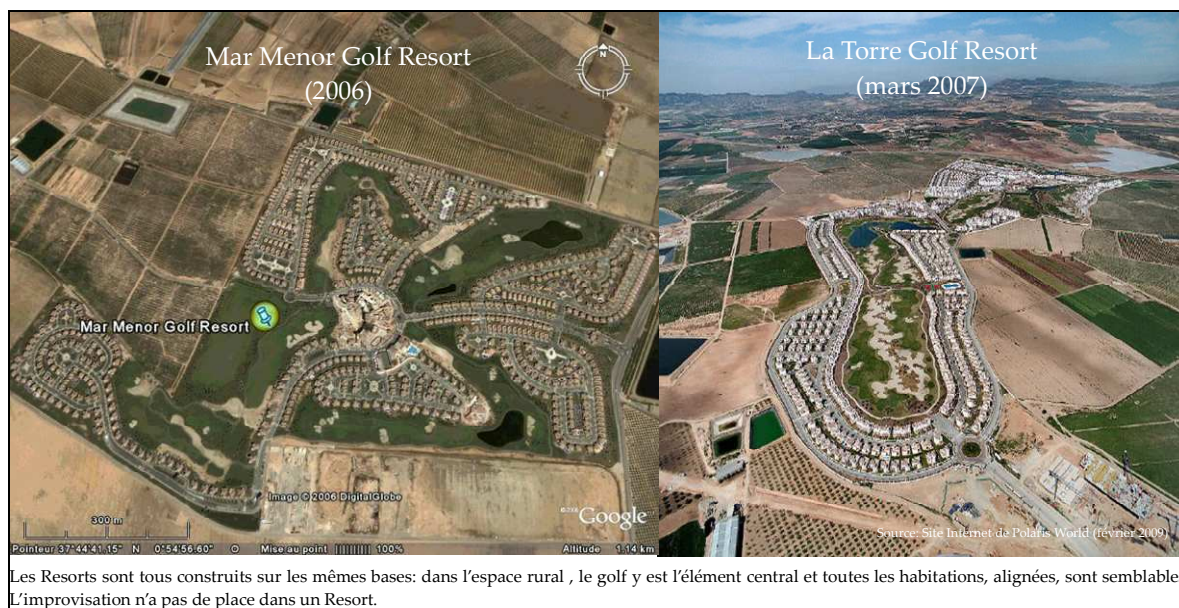 Mar Menor Golf Resort
(2006)
La Torre Golf Resort
(mars 2007)
N
Mar Menor Golf Resort
Image © 2006 DigitalGlobe
Google
300 m
Pointeur 37°44'41.15" N 0°54'56.60" O Mise au point |||||||||| 100% Altitude 1.14 km
Source: Site Internet de Polaris World (février 2009)
Les Resorts sont tous construits sur les mêmes bases: dans l'espace rural , le golf y est l'élément central et toutes les habitations, alignées, sont semblable
L'improvisation n'a pas de place dans un Resort.